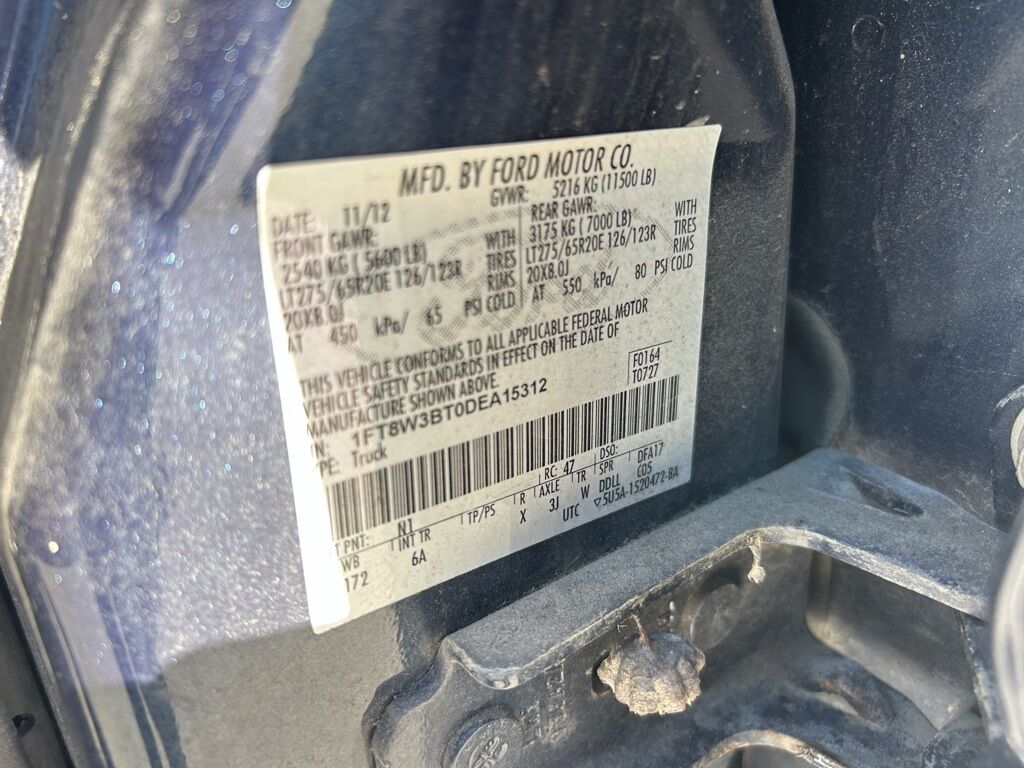 MFD. BY FORD MOTOR CO.
DATE: 11/12
GVWR: 5216 KG (11500 LB)
FRONT GAWR:
2540 KG ( 5600 LB) WITH
LT275/65R20E 126/123R TIRES
20X8.0J RIMS
AT 450 kPa/ 65 PSI COLD
REAR GAWR:
3175 KG ( 7000 LB) WITH
LT275/65R20E 126/123R TIRES
20X8.0J RIMS
AT 550 kPa/ 80 PSI COLD
THIS VEHICLE CONFORMS TO ALL APPLICABLE FEDERAL MOTOR
VEHICLE SAFETY STANDARDS IN EFFECT ON THE DATE OF
MANUFACTURE SHOWN ABOVE.
IN: 1FT8W3BT0DEA15312
PE: Truck
F0164
T0727
T PNT: N1
RC: 47 DSO:
WB INT TR TP/PS R AXLE TR SPR DFA17
172 6A X 3J W DDLL C05
UTC ▽5U5A-1520472-BA